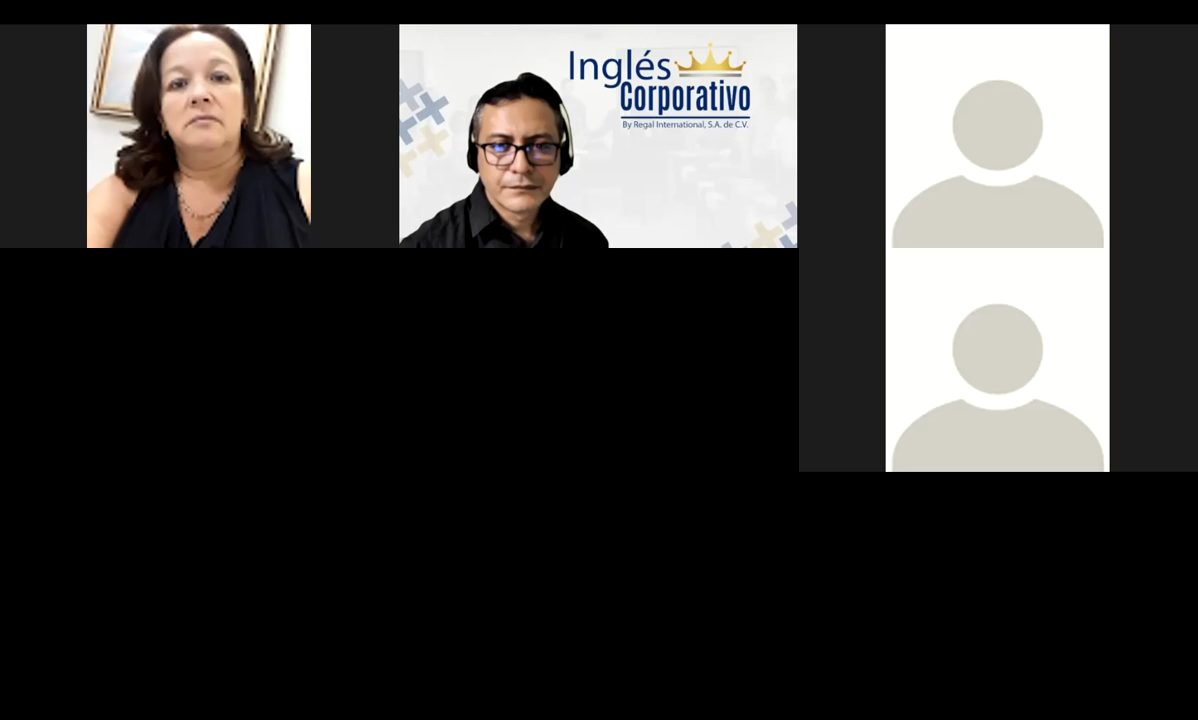 Inglés
Corporativo
By Regal International, S.A. de C.V.